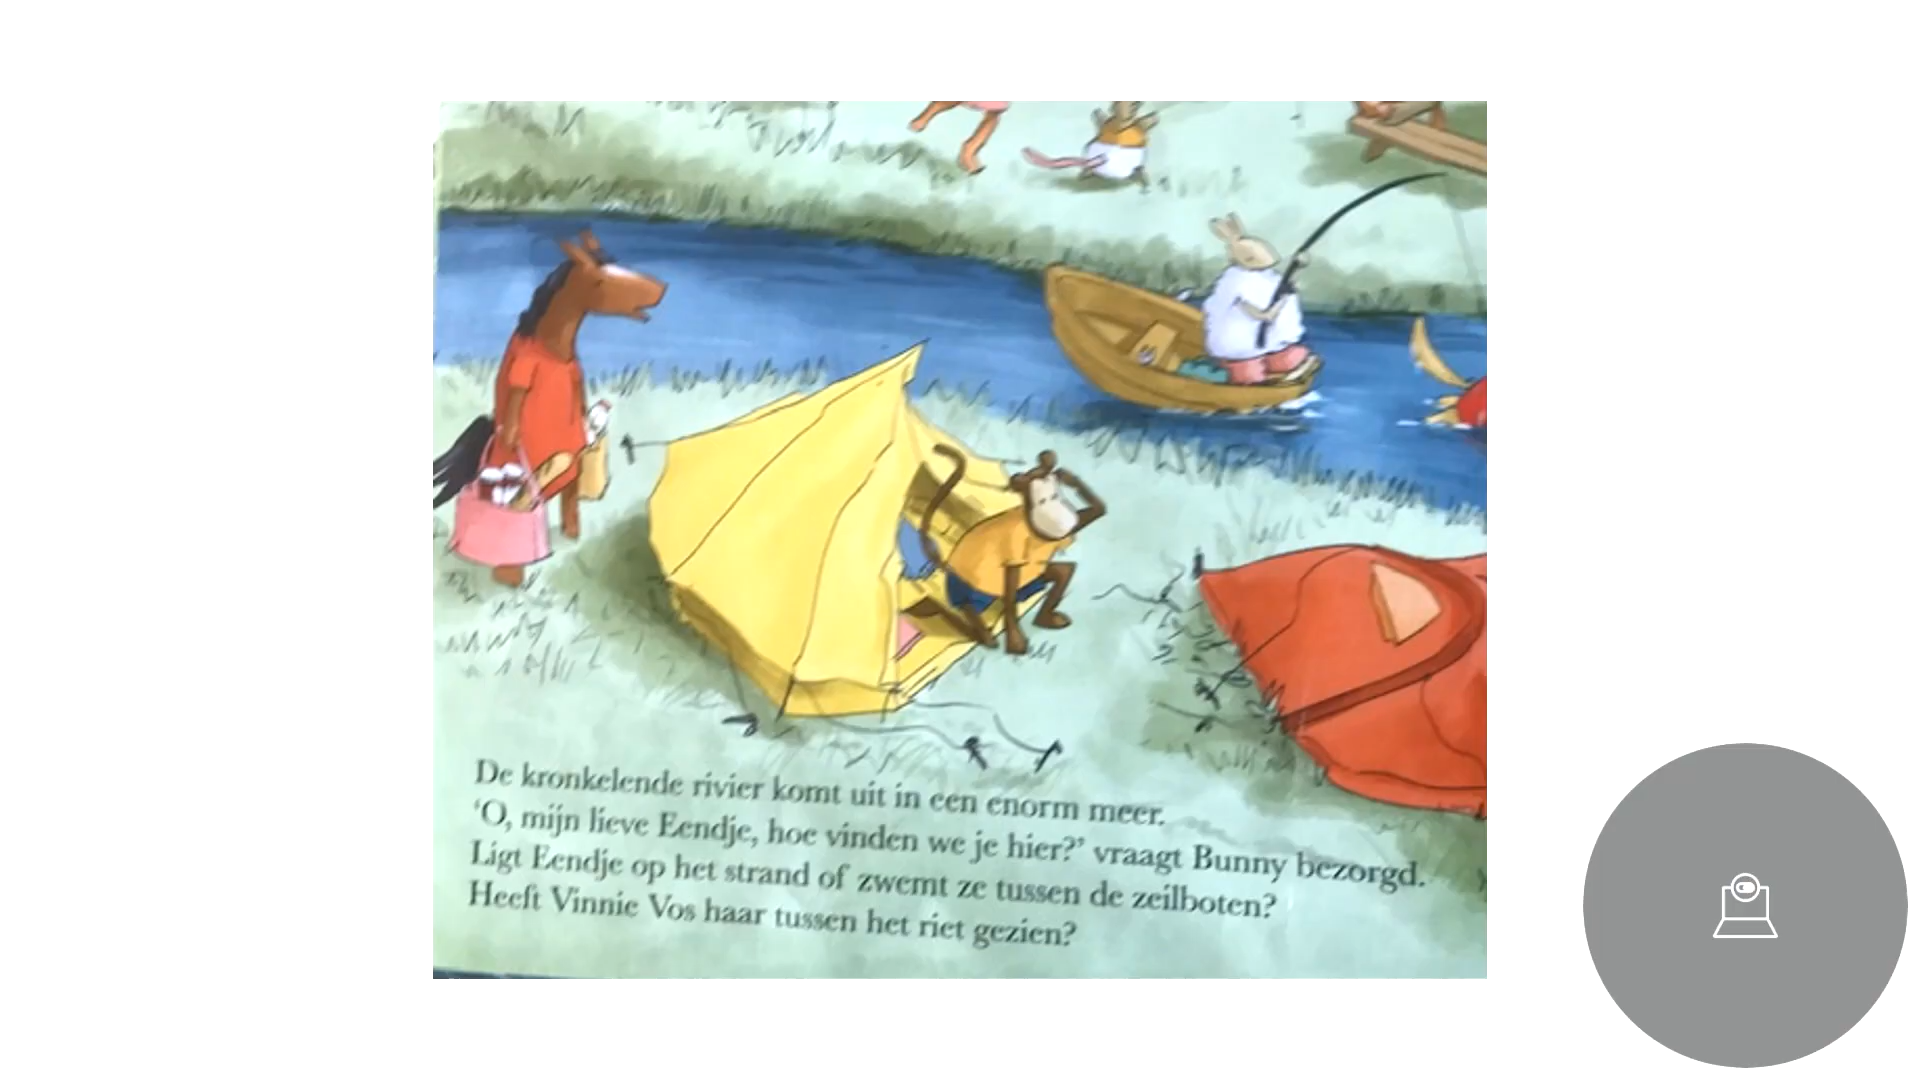 De kronkelende rivier komt uit in een enorm meer.
‘O, mijn lieve Eendje, hoe vinden we je hier?’ vraagt Bunny bezorgd.
Ligt Eendje op het strand of zwemt ze tussen de zeilboten?
Heeft Vinnie Vos haar tussen het riet gezien?